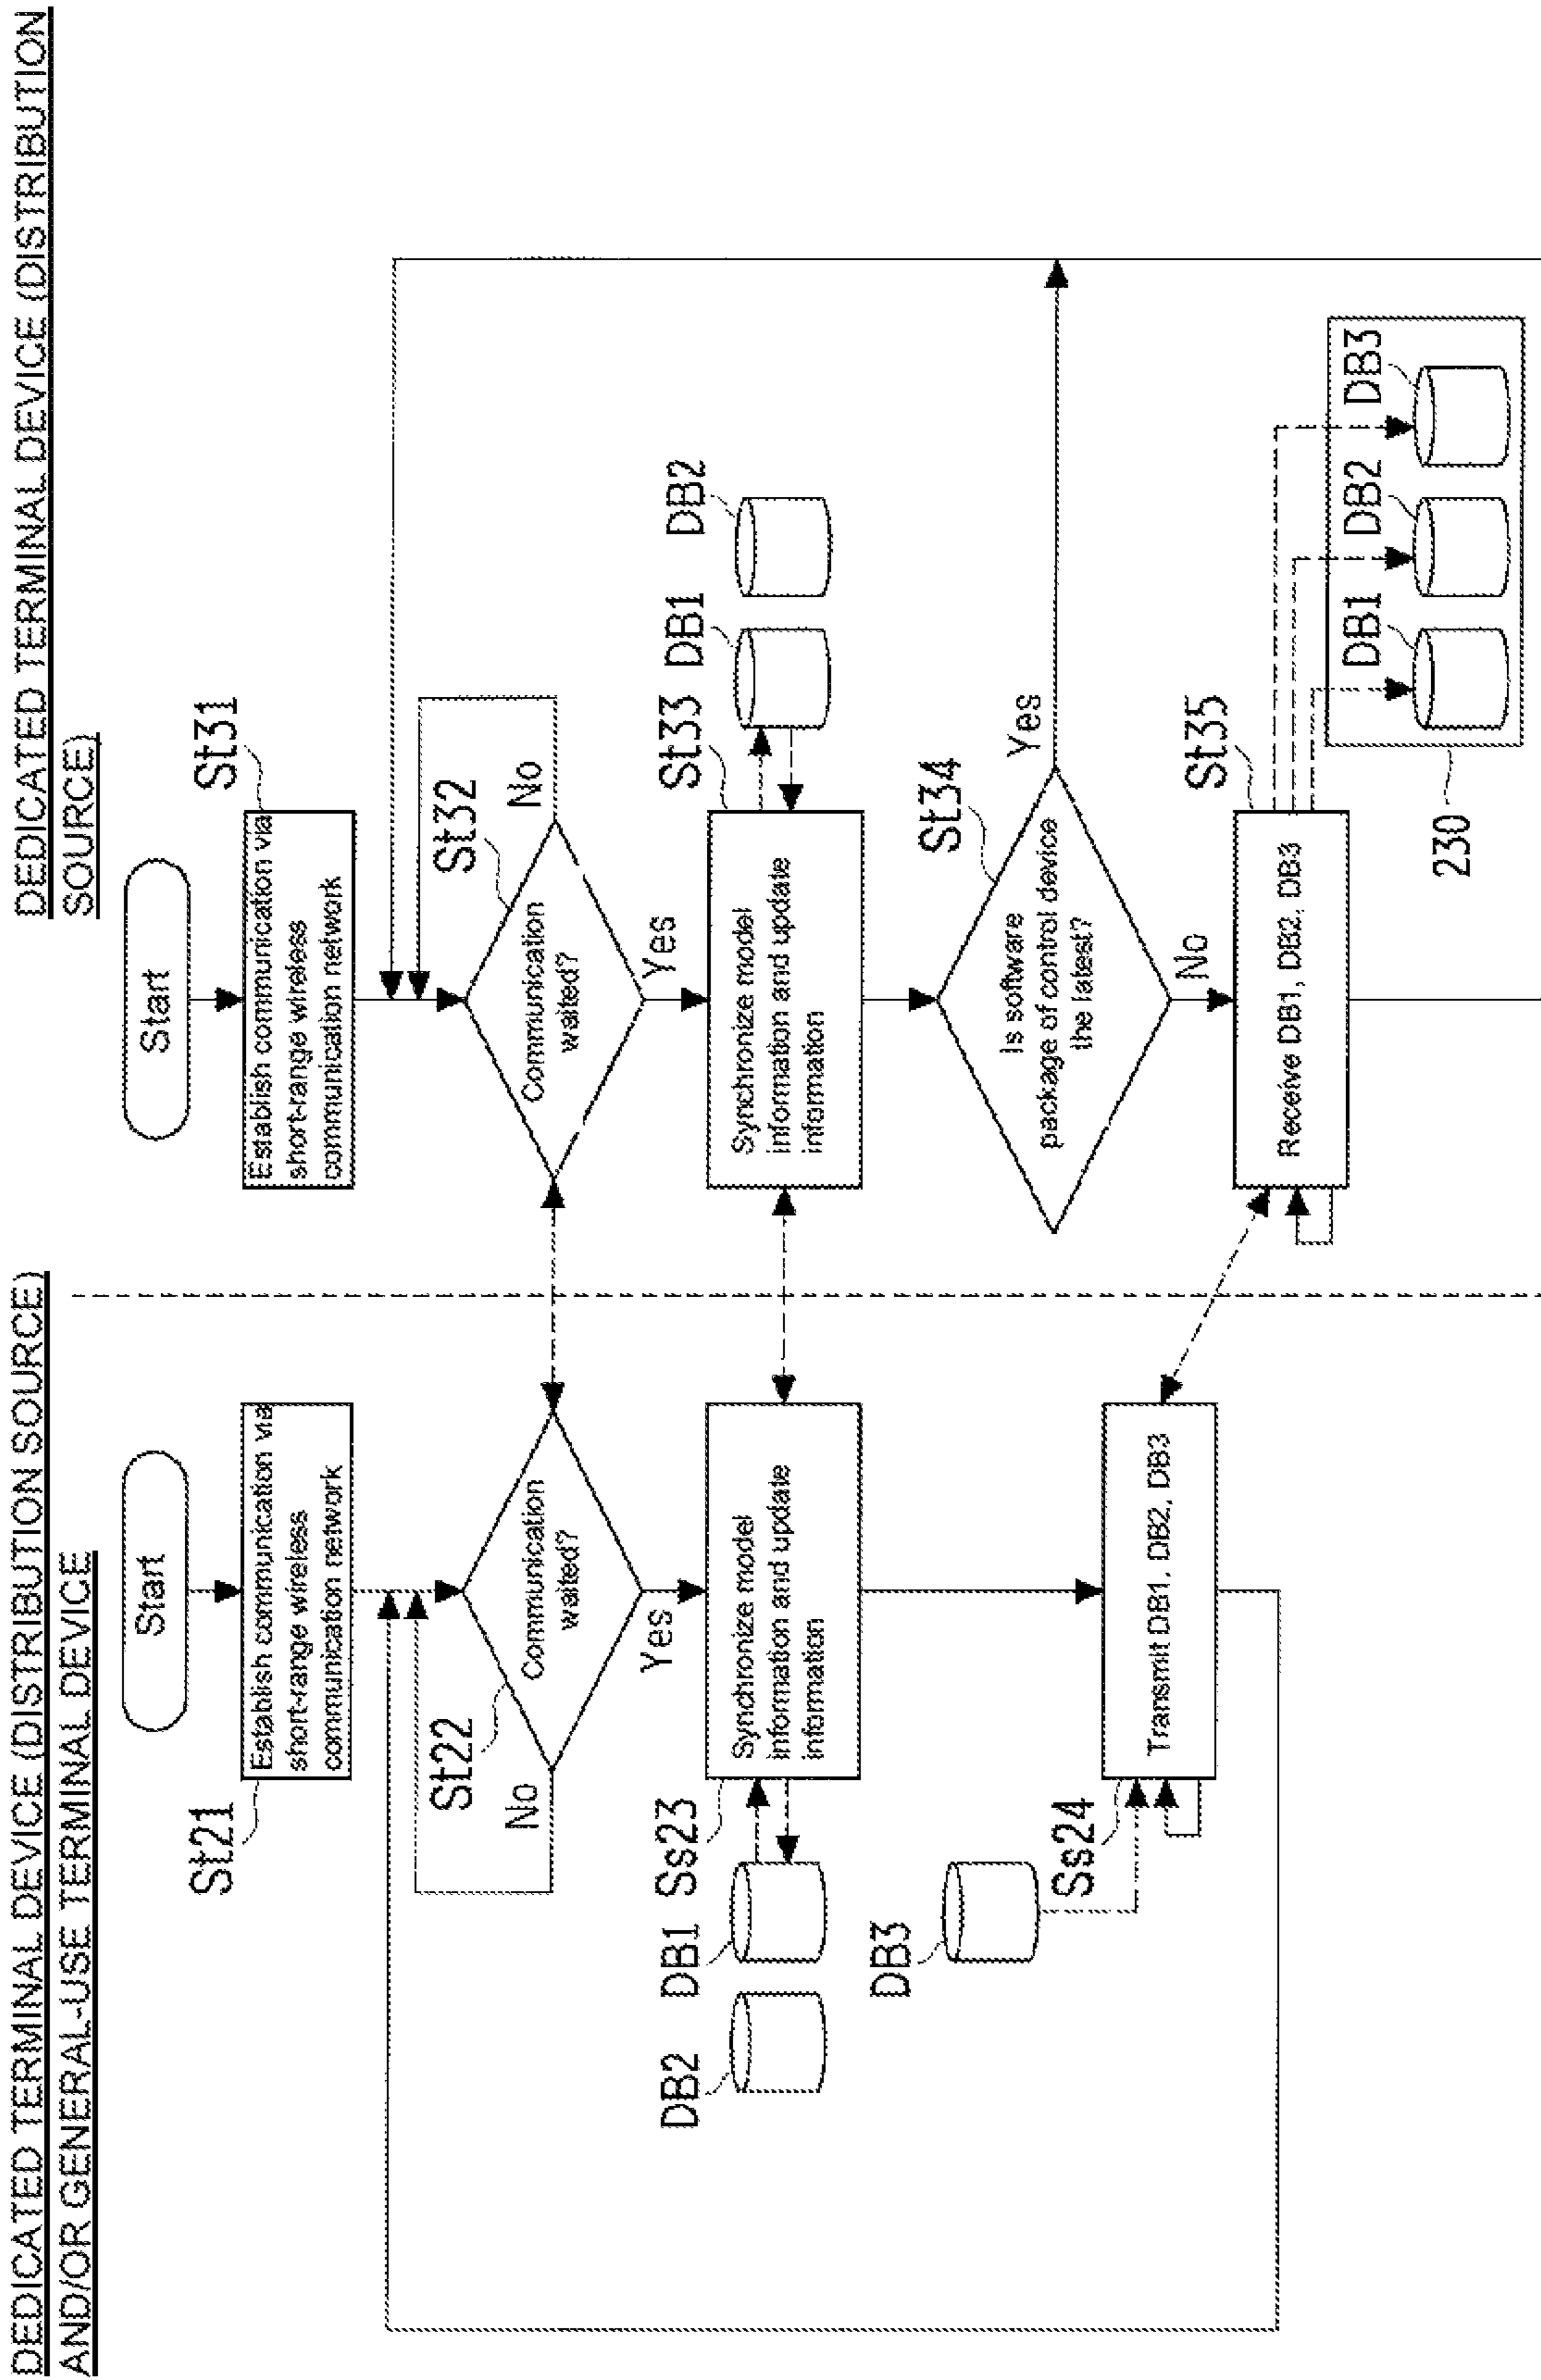 DEDICATED TERMINAL DEVICE (DISTRIBUTION SOURCE)
AND/OR GENERAL-USE TERMINAL DEVICE
Start
St21
Establish communication via
short-range wireless
communication network
St22
Communication
waited?
No
Yes
DB2
DB1
Ss23
Synchronize model
information and update
information
DB3
Ss24
Transmit DB1, DB2, DB3
DEDICATED TERMINAL DEVICE (DISTRIBUTION
SOURCE)
Start
St31
Establish communication via
short-range wireless
communication network
St32
Communication
waited?
No
Yes
St33
Synchronize model
information and update
information
DB1
DB2
St34
Is software
package of control device
the latest?
Yes
No
St35
Receive DB1, DB2, DB3
DB1
DB2
DB3
230